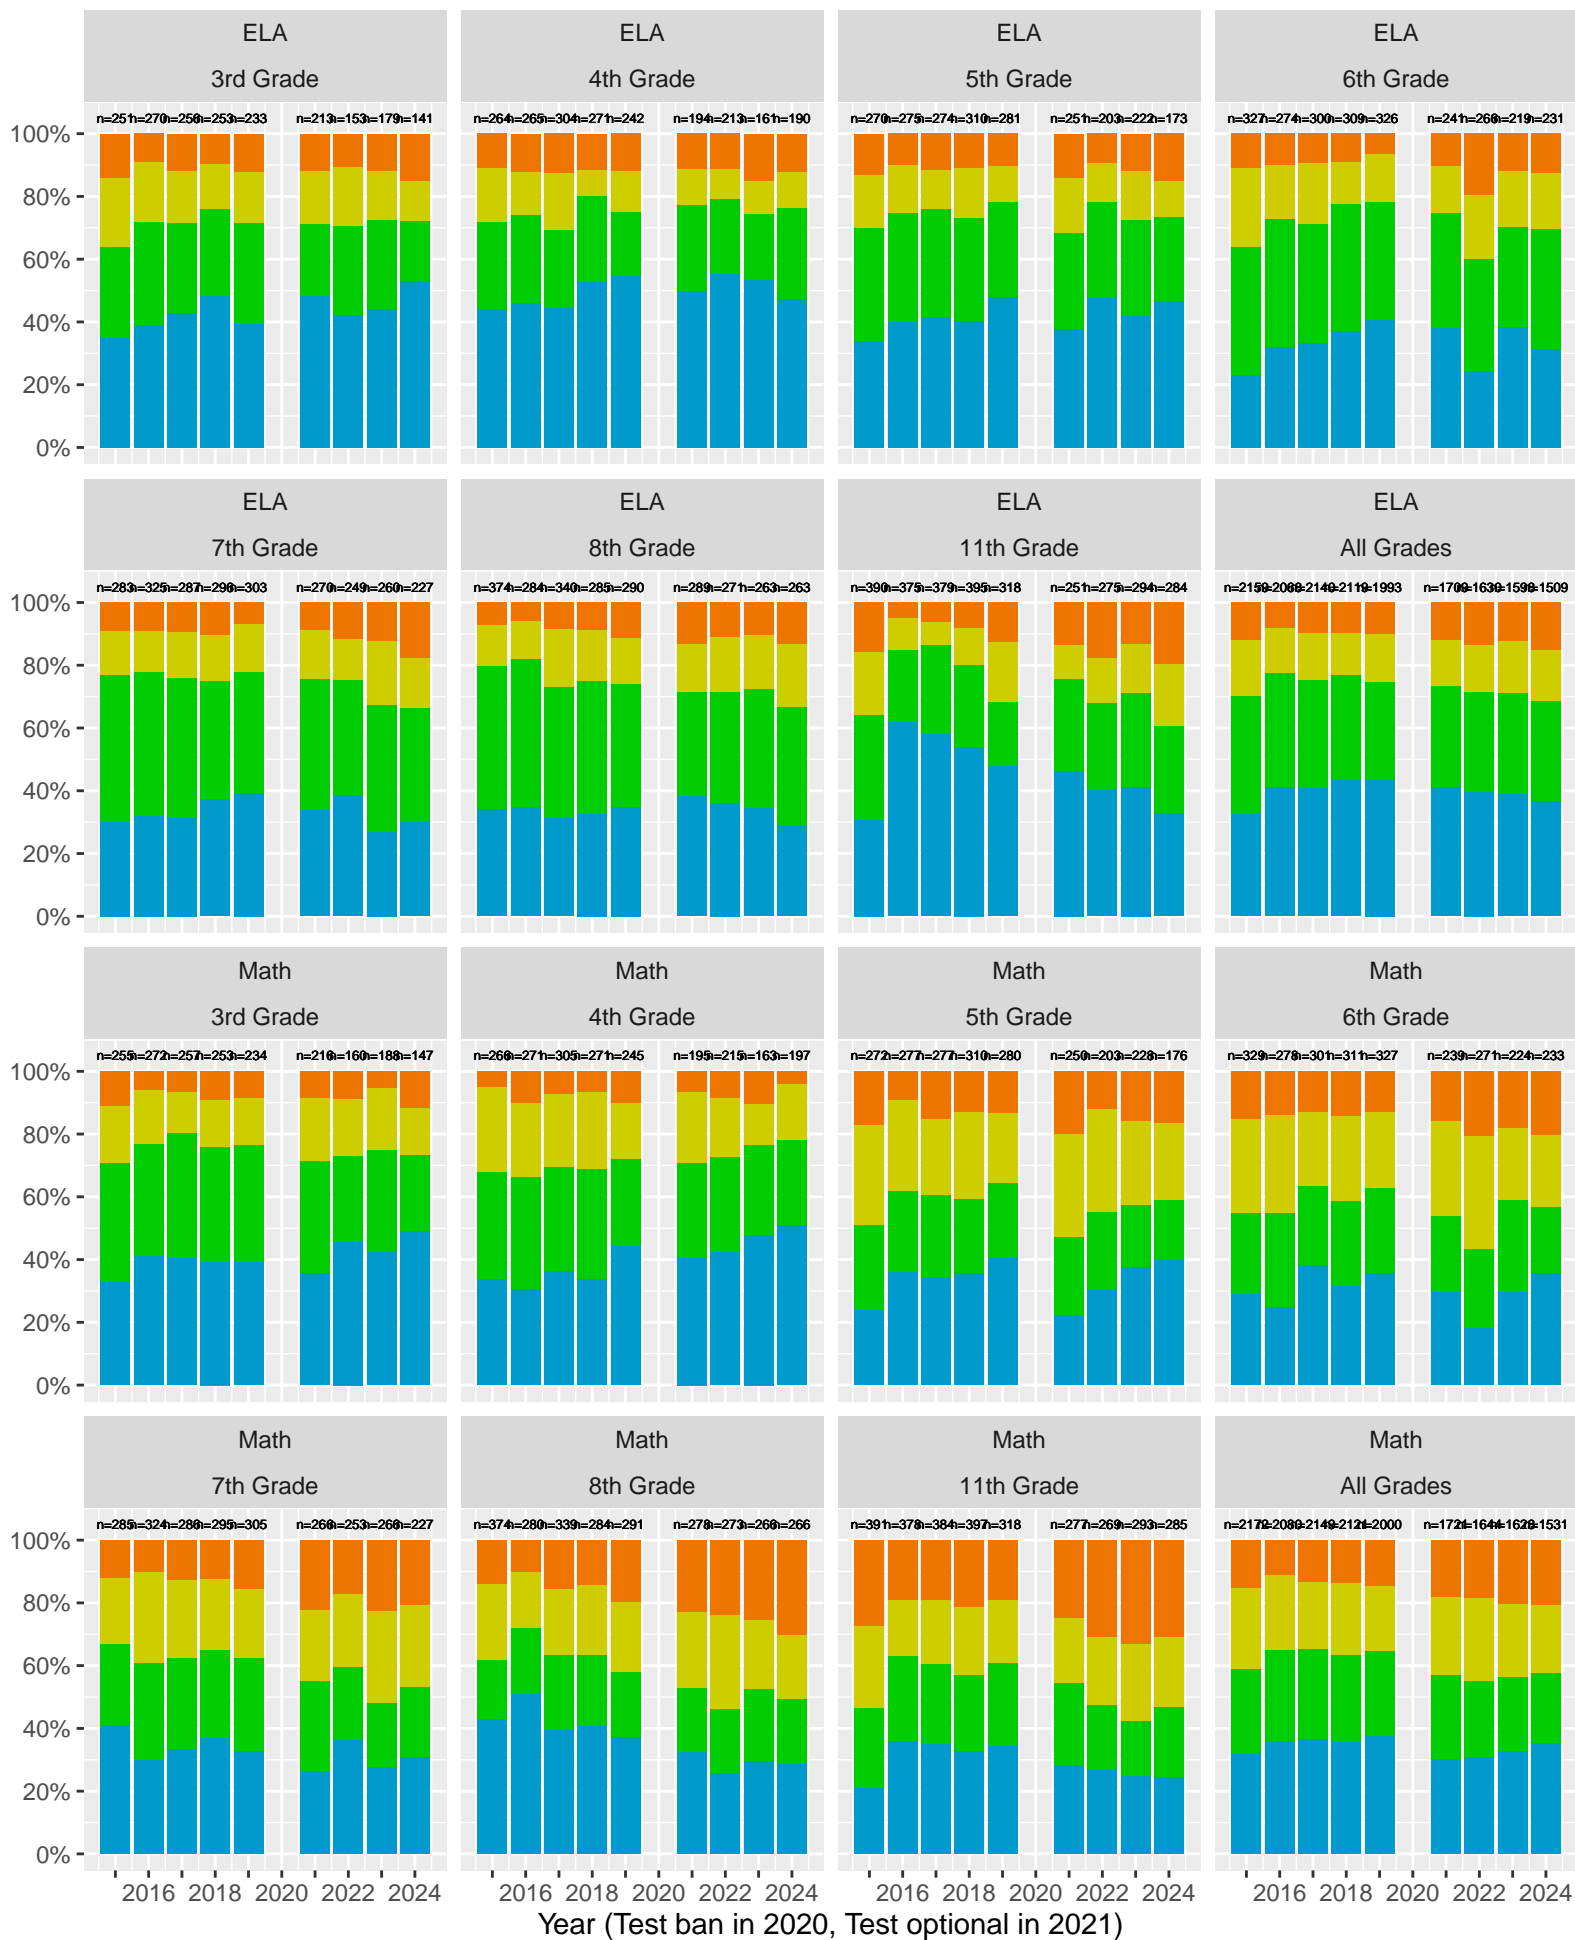 ELA ELA ELA ELA
3rd Grade 4th Grade 5th Grade 6th Grade
n=251 n=270 n=256 n=253 n=233 n=213 n=153 n=179 n=141 n=264 n=265 n=304 n=271 n=242 n=194 n=213 n=161 n=190 n=270 n=275 n=274 n=310 n=281 n=251 n=203 n=222 n=173 n=327 n=274 n=300 n=309 n=326 n=241 n=266 n=219 n=231
100%
80%
60%
40%
20%
0%
ELA ELA ELA ELA
7th Grade 8th Grade 11th Grade All Grades
n=283 n=325 n=287 n=296 n=303 n=270 n=249 n=260 n=227 n=374 n=284 n=340 n=285 n=290 n=289 n=271 n=263 n=263 n=390 n=375 n=379 n=395 n=318 n=251 n=275 n=294 n=284 n=1993 n=1509
100%
80%
60%
40%
20%
0%
Math Math Math Math
3rd Grade 4th Grade 5th Grade 6th Grade
n=255 n=272 n=257 n=253 n=234 n=216 n=160 n=188 n=147 n=266 n=271 n=305 n=271 n=245 n=195 n=215 n=163 n=197 n=272 n=277 n=277 n=310 n=280 n=250 n=203 n=228 n=176 n=329 n=278 n=301 n=311 n=327 n=239 n=271 n=224 n=233
100%
80%
60%
40%
20%
0%
Math Math Math Math
7th Grade 8th Grade 11th Grade All Grades
n=285 n=324 n=286 n=295 n=305 n=266 n=253 n=266 n=227 n=374 n=280 n=339 n=284 n=291 n=278 n=273 n=266 n=266 n=391 n=378 n=384 n=397 n=318 n=277 n=269 n=293 n=285 n=2000 n=1531
100%
80%
60%
40%
20%
0%
2016 2018 2020 2022 2024 2016 2018 2020 2022 2024 2016 2018 2020 2022 2024 2016 2018 2020 2022 2024
Year (Test ban in 2020, Test optional in 2021)